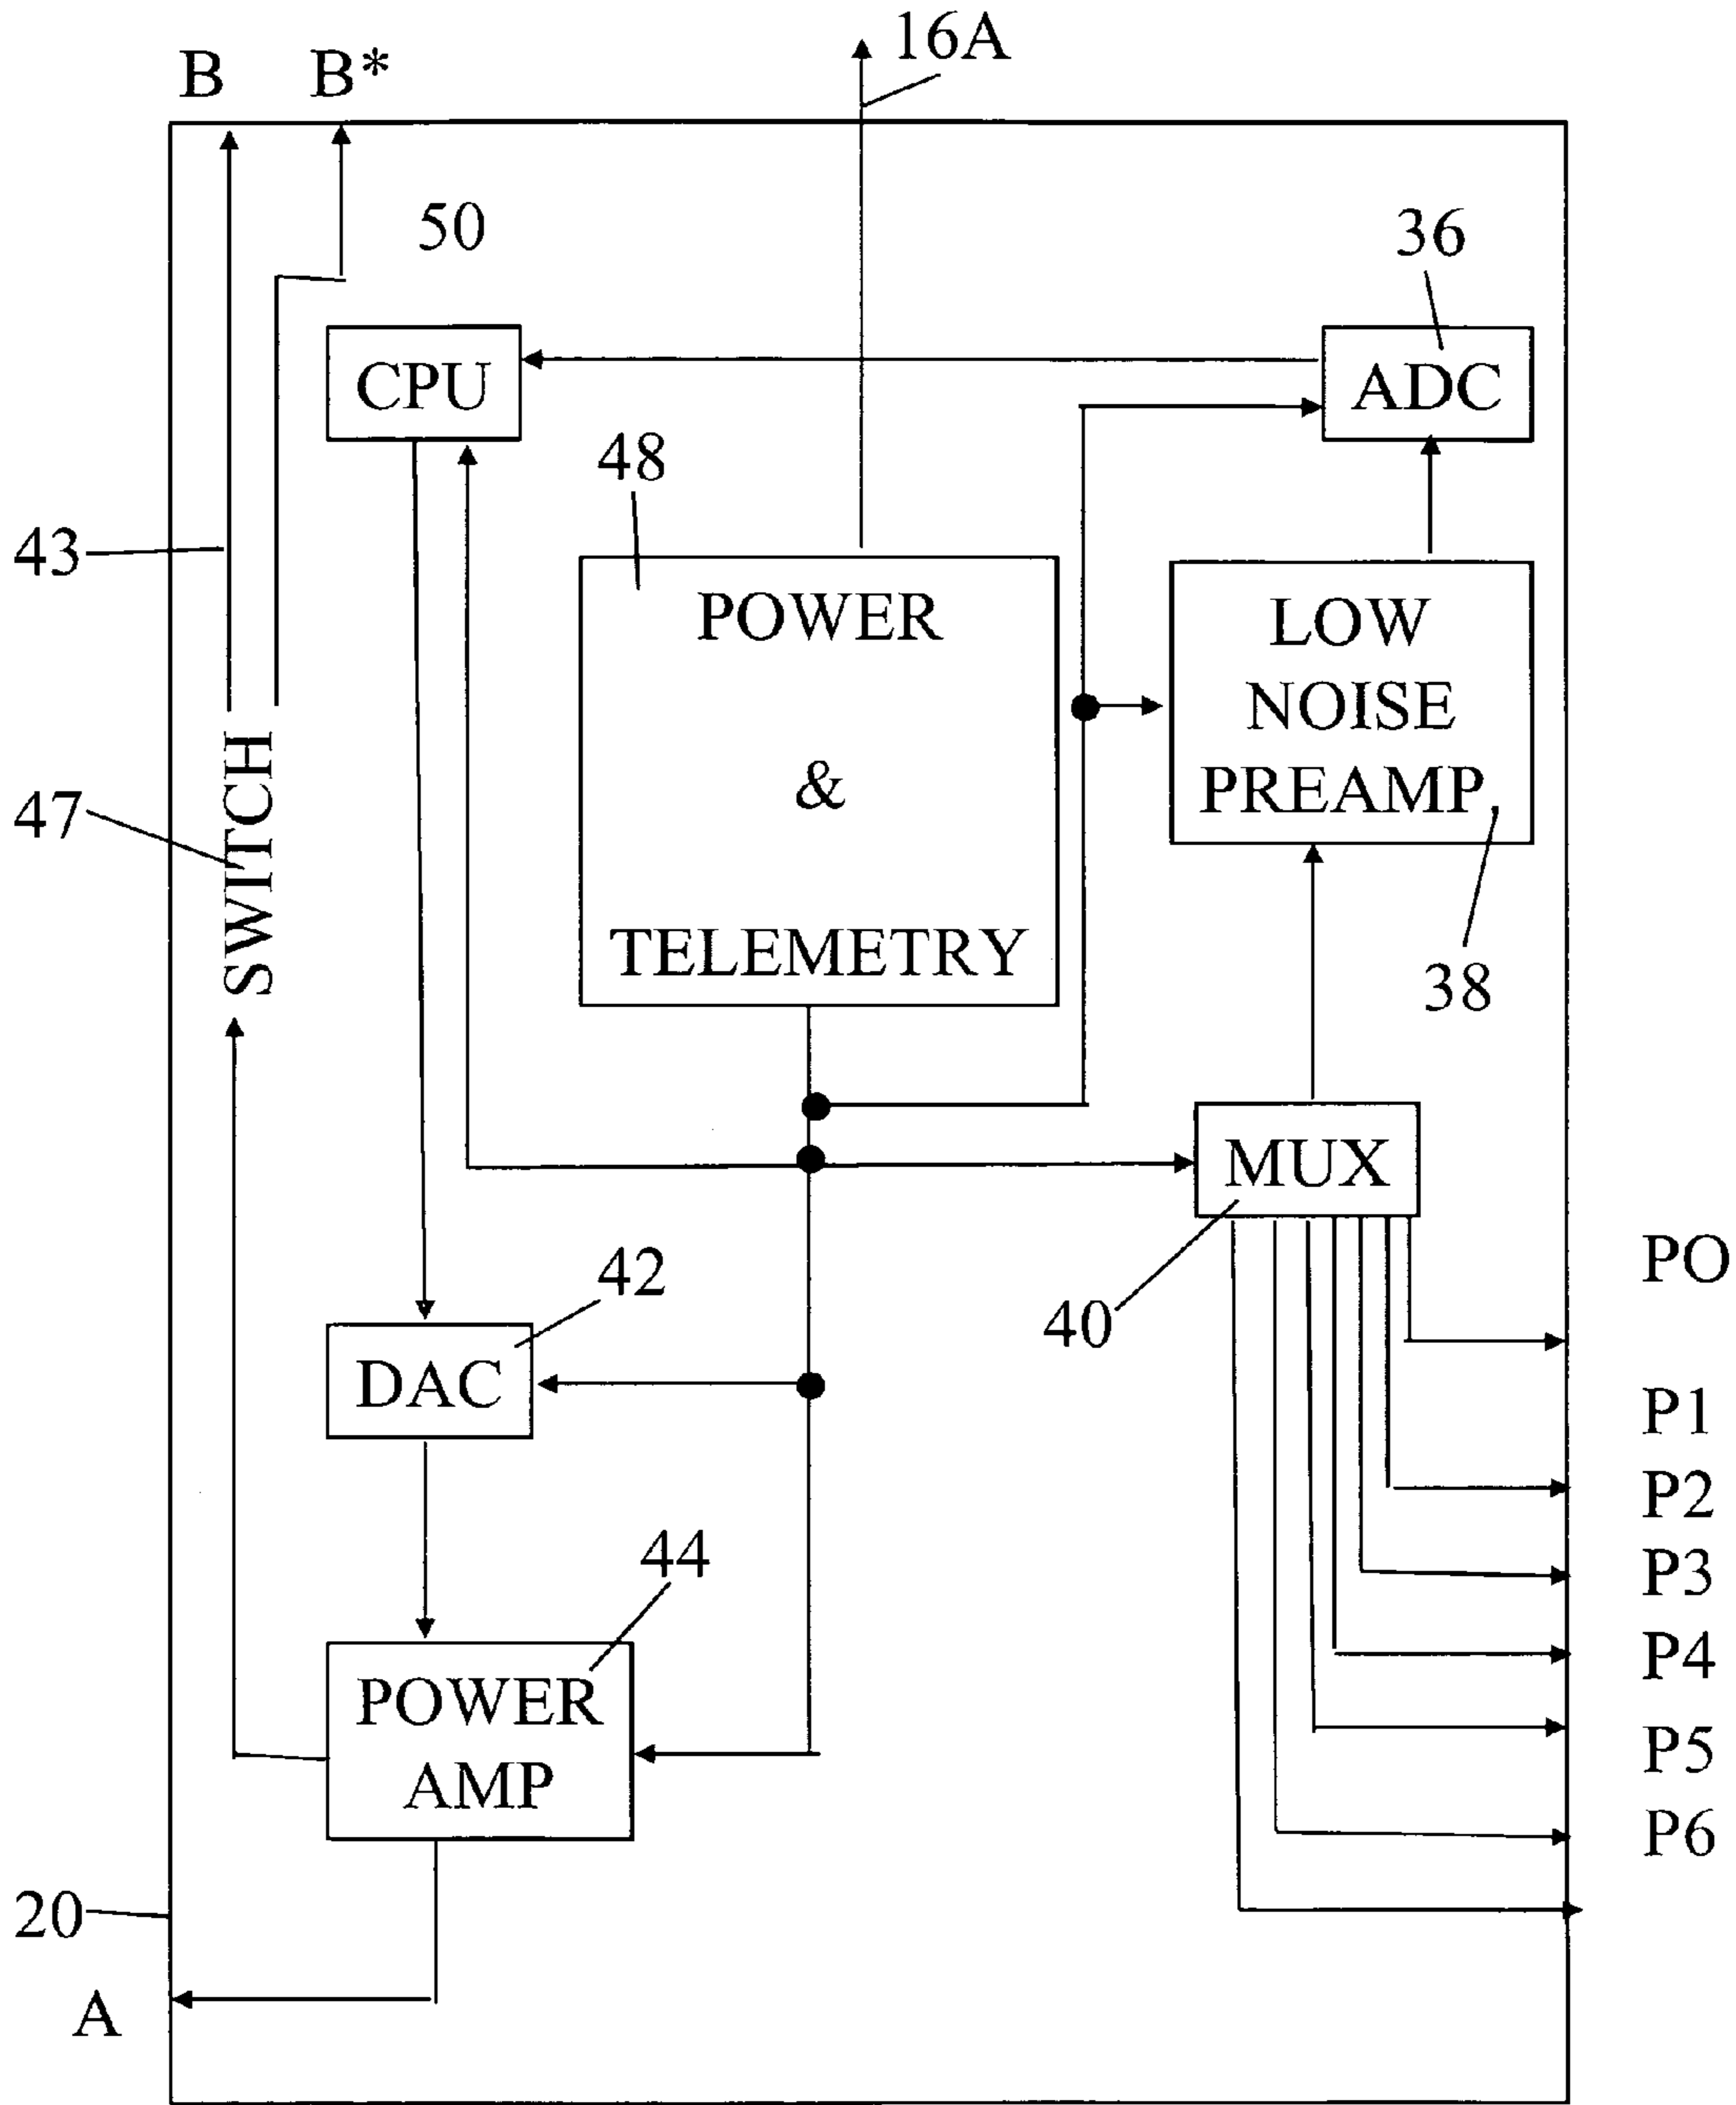 16A
B B*
50
36
CPU
ADC
48
43
POWER
&
TELEMETRY
LOW
NOISE
PREAMP
SWITCH
47
38
MUX
42
40
PO
DAC
P1
P2
44
P3
POWER
AMP
P4
P5
P6
20
A